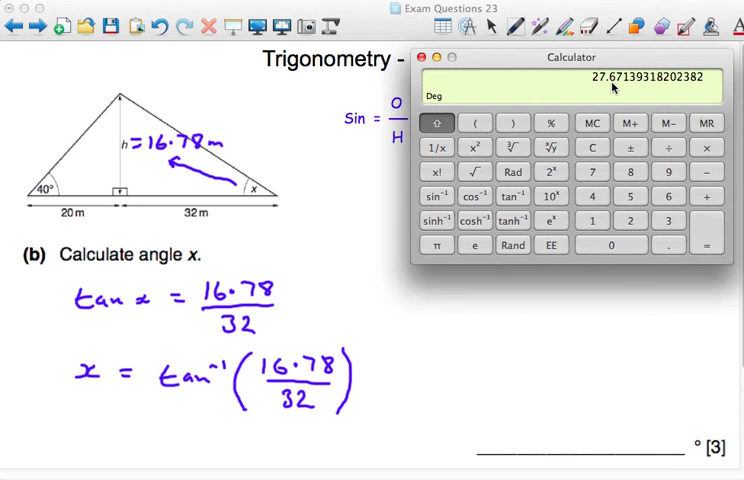 Exam Questions 23
Trigonometry -
Sin = O
H
h = 16.78 m
40°
x
20 m
32 m
(b) Calculate angle x.
tan x = 16.78
32
x = tan⁻¹ ( 16.78
32 )
° [3]
Calculator
27.67139318202382
Deg
( ) % MC M+ M– MR
1/x x² ∛ ˣ√y C ± ÷ ×
x! √ Rad 2ˣ 7 8 9 −
sin⁻¹ cos⁻¹ tan⁻¹ 10ˣ 4 5 6 +
sinh⁻¹ cosh⁻¹ tanh⁻¹ eˣ 1 2 3
π e Rand EE 0 . =